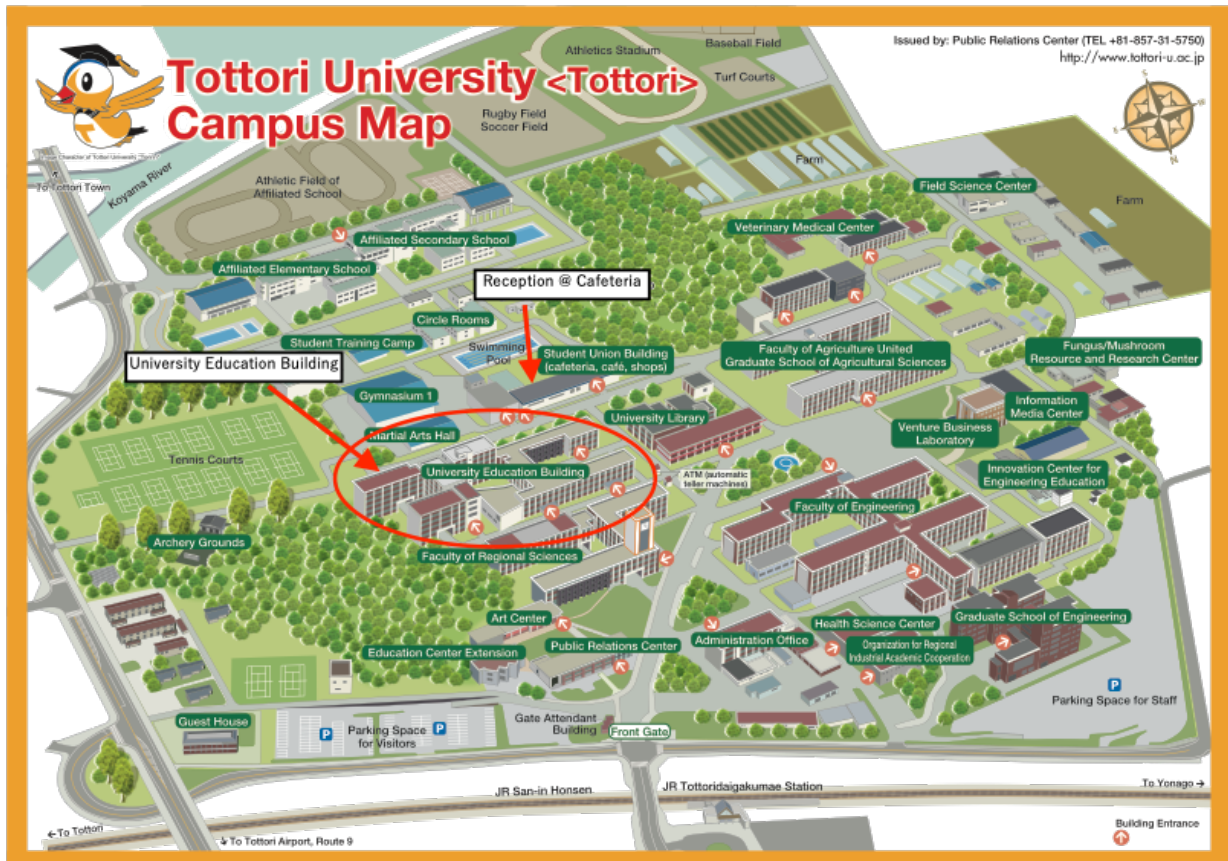 Tottori University <Tottori>
Campus Map
Issued by: Public Relations Center (TEL +81-857-31-5750)
http://www.tottori-u.ac.jp
S
N
To Tottori Town
Koyama River
Athletics Stadium
Baseball Field
Turf Courts
Rugby Field
Soccer Field
Athletic Field of
Affiliated School
Farm
Field Science Center
Farm
Veterinary Medical Center
Affiliated Secondary School
Affiliated Elementary School
Reception @ Cafeteria
Circle Rooms
Student Training Camp
Swimming
Pool
Student Union Building
(cafeteria, café, shops)
Faculty of Agriculture United
Graduate School of Agricultural Sciences
Fungus/Mushroom
Resource and Research Center
University Education Building
Gymnasium 1
Martial Arts Hall
University Library
Information
Media Center
Venture Business
Laboratory
Tennis Courts
University Education Building
ATM (automatic
teller machines)
Innovation Center for
Engineering Education
Faculty of Engineering
Archery Grounds
Faculty of Regional Sciences
Art Center
Education Center Extension
Public Relations Center
Administration Office
Health Science Center
Organization for Regional
Industrial Academic Cooperation
Graduate School of Engineering
P
Parking Space for Staff
Guest House
P
Parking Space
for Visitors
P
Gate Attendant
Building
Front Gate
JR San-in Honsen
JR Tottoridaigakumae Station
To Yonago →
← To Tottori
↓ To Tottori Airport, Route 9
Building Entrance